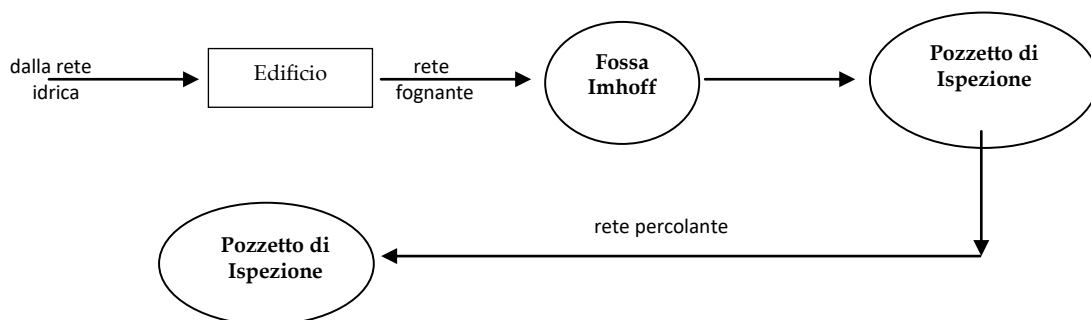 dalla rete
idrica
Edificio
rete
fognante
Fossa
Imhoff
Pozzetto di
Ispezione
rete percolante
Pozzetto di
Ispezione